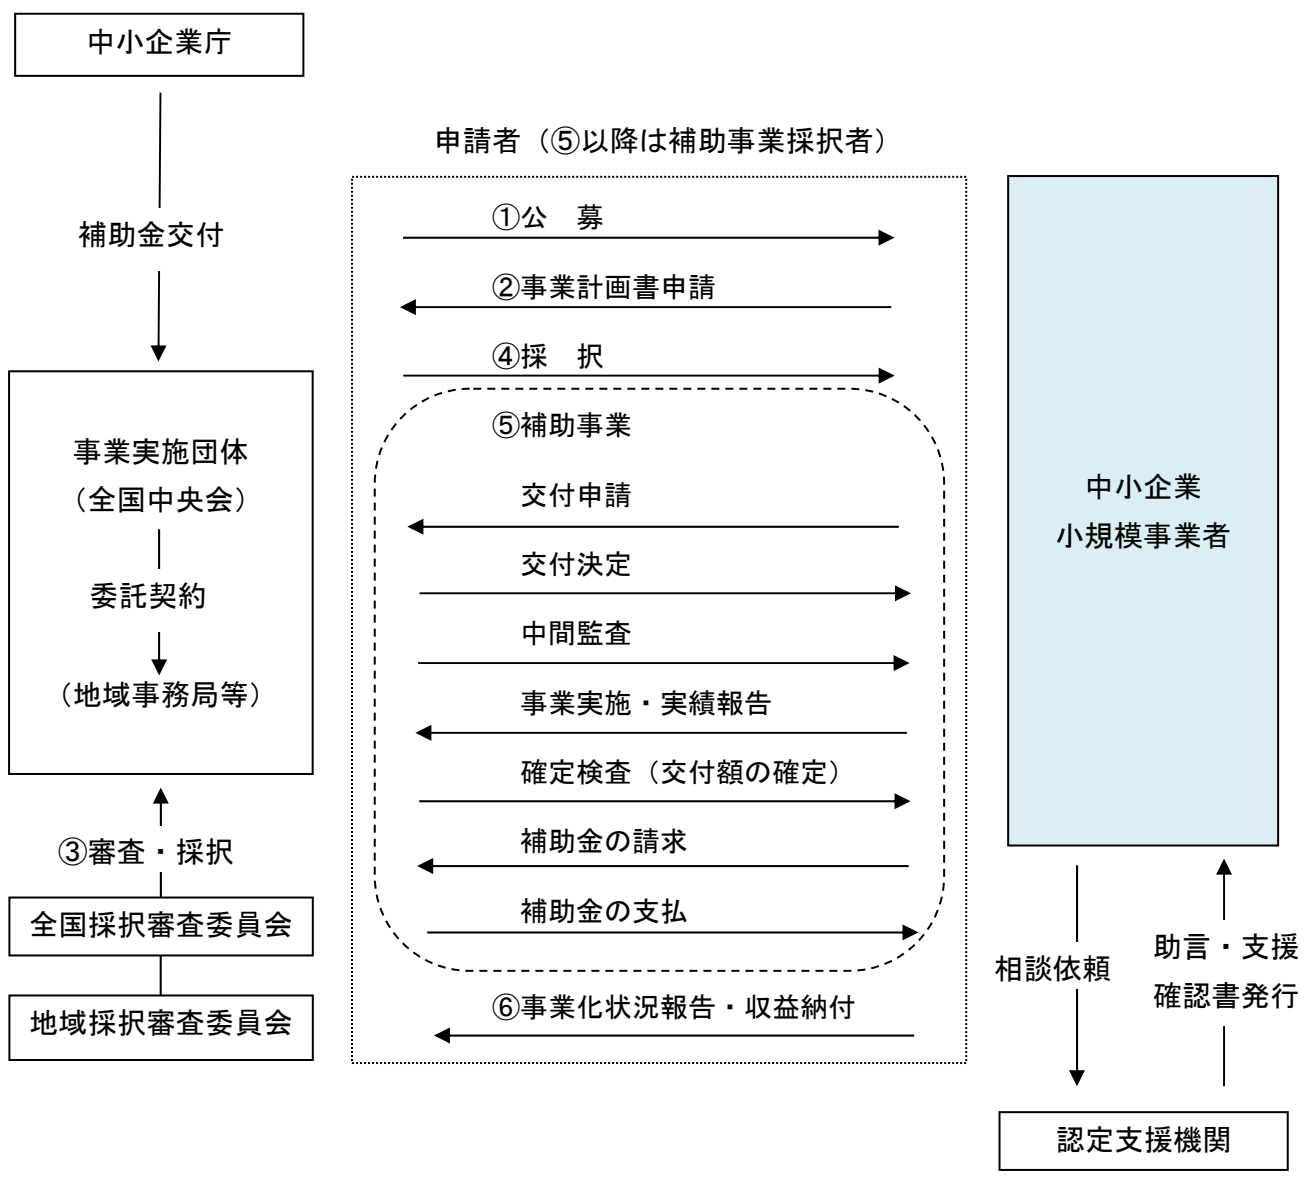 中小企業庁
補助金交付
事業実施団体
（全国中央会）
委託契約
（地域事務局等）
③審査・採択
全国採択審査委員会
地域採択審査委員会
申請者（⑤以降は補助事業採択者）
①公　募
②事業計画書申請
④採　択
⑤補助事業
交付申請
交付決定
中間監査
事業実施・実績報告
確定検査（交付額の確定）
補助金の請求
補助金の支払
⑥事業化状況報告・収益納付
中小企業
小規模事業者
相談依頼
助言・支援
確認書発行
認定支援機関